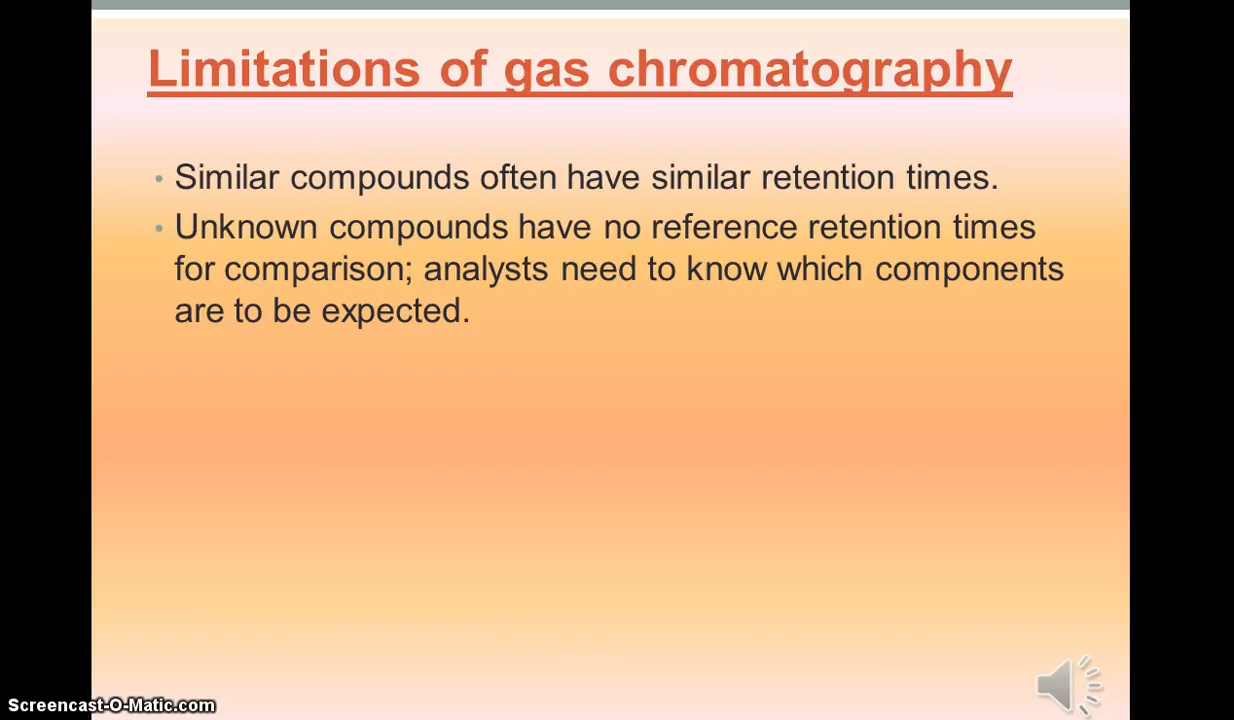 Limitations of gas chromatography
• Similar compounds often have similar retention times.
• Unknown compounds have no reference retention times
for comparison; analysts need to know which components
are to be expected.
Screencast-O-Matic.com